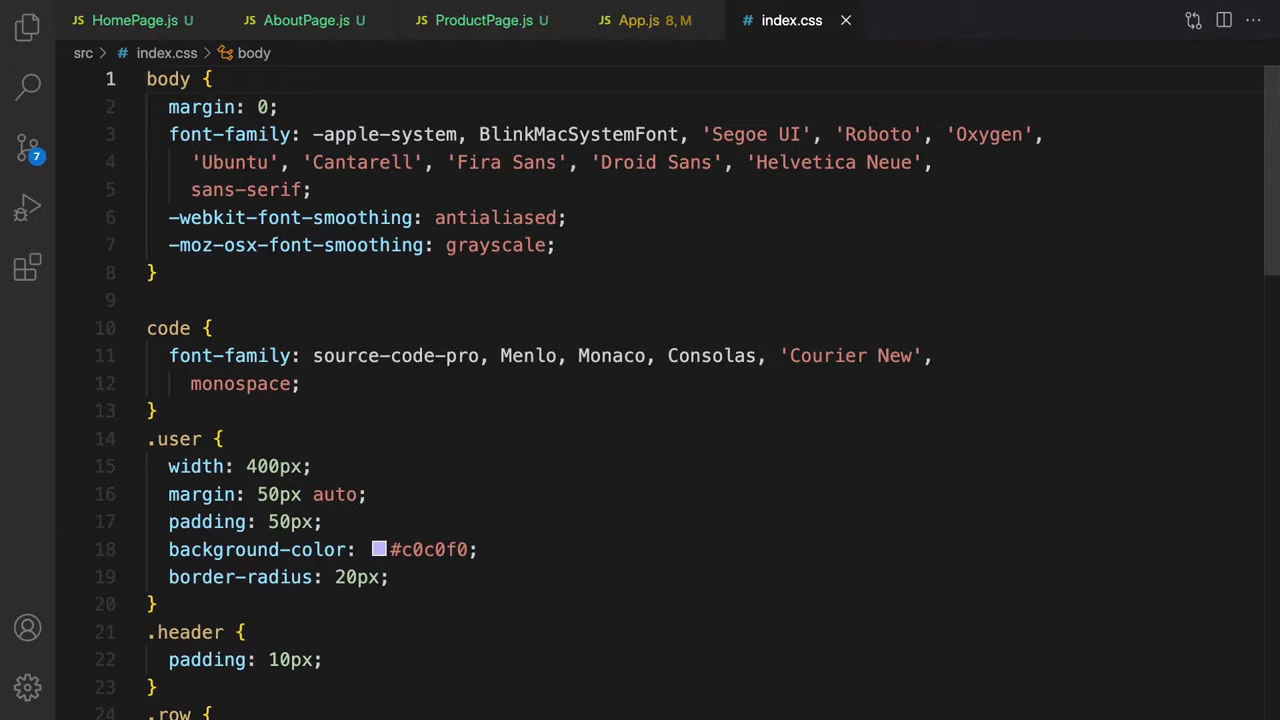 HomePage.js U AboutPage.js U ProductPage.js U App.js 8, M index.css
src > # index.css > body
1 body {
2 margin: 0;
3 font-family: -apple-system, BlinkMacSystemFont, 'Segoe UI', 'Roboto', 'Oxygen',
4 'Ubuntu', 'Cantarell', 'Fira Sans', 'Droid Sans', 'Helvetica Neue',
5 sans-serif;
6 -webkit-font-smoothing: antialiased;
7 -moz-osx-font-smoothing: grayscale;
8 }
9
10 code {
11 font-family: source-code-pro, Menlo, Monaco, Consolas, 'Courier New',
12 monospace;
13 }
14 .user {
15 width: 400px;
16 margin: 50px auto;
17 padding: 50px;
18 background-color: #c0c0f0;
19 border-radius: 20px;
20 }
21 .header {
22 padding: 10px;
23 }
24 .row {
7